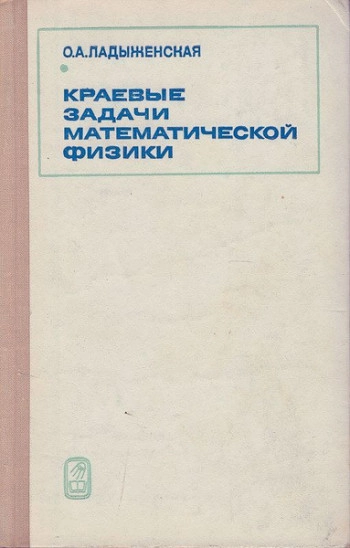 О.А.ЛАДЫЖЕНСКАЯ
КРАЕВЫЕ
ЗАДАЧИ
МАТЕМАТИЧЕСКОЙ
ФИЗИКИ